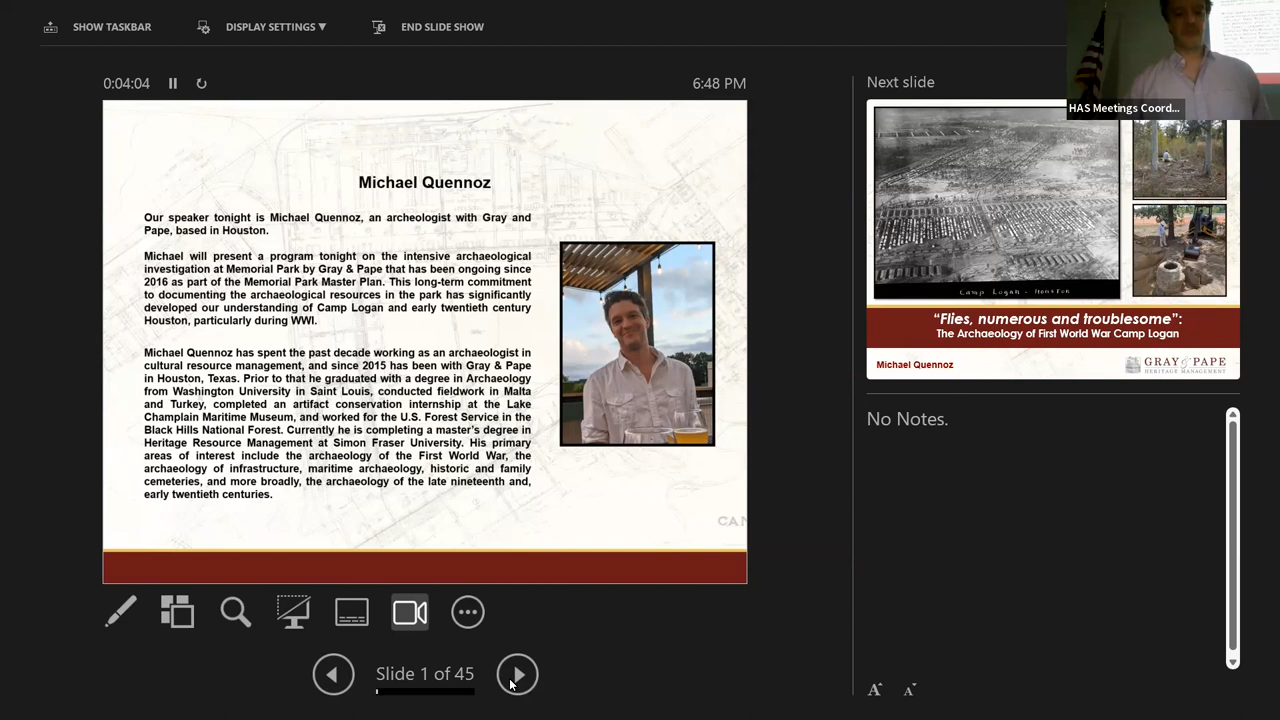 SHOW TASKBAR
DISPLAY SETTINGS ▼
END SLIDE SHOW
HAS Meetings Coord...
0:04:04
6:48 PM
Next slide
Michael Quennoz
Our speaker tonight is Michael Quennoz, an archeologist with Gray and
Pape, based in Houston.
Michael will present a program tonight on the intensive archaeological
investigation at Memorial Park by Gray & Pape that has been ongoing since
2016 as part of the Memorial Park Master Plan. This long-term commitment
to documenting the archaeological resources in the park has significantly
developed our understanding of Camp Logan and early twentieth century
Houston, particularly during WWI.
Michael Quennoz has spent the past decade working as an archaeologist in
cultural resource management, and since 2015 has been with Gray & Pape
in Houston, Texas. Prior to that he graduated with a degree in Archaeology
from Washington University in Saint Louis, conducted fieldwork in Malta
and Turkey, completed an artifact conservation internship at the Lake
Champlain Maritime Museum, and worked for the U.S. Forest Service in the
Black Hills National Forest. Currently he is completing a master's degree in
Heritage Resource Management at Simon Fraser University. His primary
areas of interest include the archaeology of the First World War, the
archaeology of infrastructure, maritime archaeology, historic and family
cemeteries, and more broadly, the archaeology of the late nineteenth and,
early twentieth centuries.
CAN
Camp Logan - Houston
"Flies, numerous and troublesome":
The Archaeology of First World War Camp Logan
Michael Quennoz
GRAY & PAPE
HERITAGE MANAGEMENT
No Notes.
Slide 1 of 45
A
A